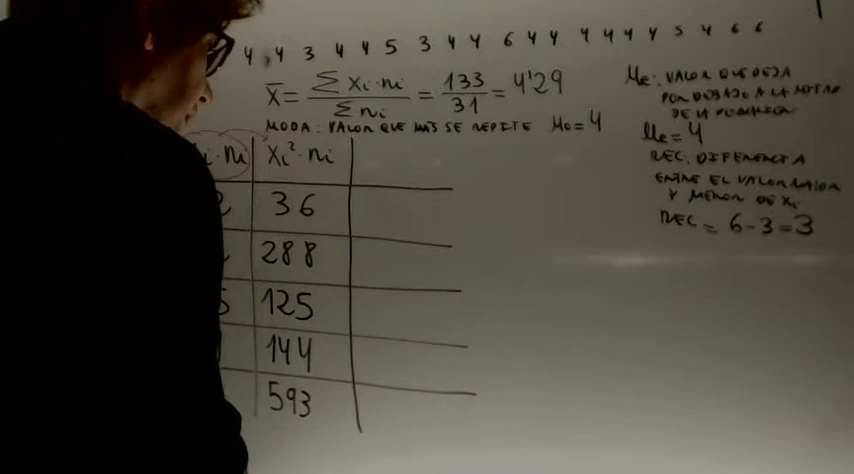 4, 4 3 4 4 5 3 4 4 6 4 4 4 4 4 4 5 4 6 6
X̄ = ∑ xi·ni / ∑ ni = 133 / 31 = 4'29
MODA: VALOR QUE MAS SE REPITE Mo = 4
Me: VALOR QUE DEJA
POR DEBAJO A LA MITAD
DE LA
Me = 4
REC. DIFERENCIA
ENTRE EL VALOR MAYOR
Y MENOR DE Xi
REC = 6 - 3 = 3
i·ni Xi²·ni
2 36
288
5 125
144
593